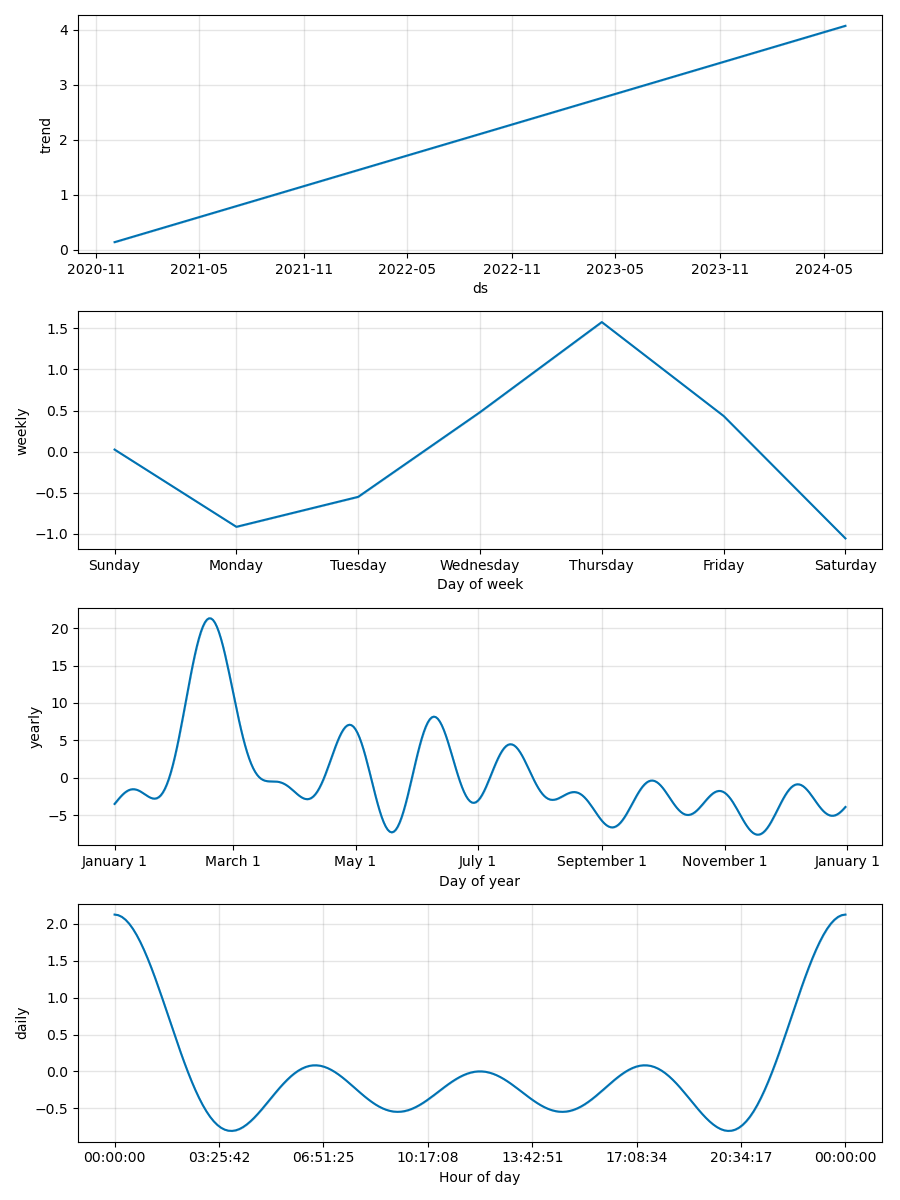 trend
4
3
2
1
0
2020-11 2021-05 2021-11 2022-05 2022-11 2023-05 2023-11 2024-05
ds
weekly
1.5
1.0
0.5
0.0
−0.5
−1.0
Sunday Monday Tuesday Wednesday Thursday Friday Saturday
Day of week
yearly
20
15
10
5
0
−5
January 1 March 1 May 1 July 1 September 1 November 1 January 1
Day of year
daily
2.0
1.5
1.0
0.5
0.0
−0.5
00:00:00 03:25:42 06:51:25 10:17:08 13:42:51 17:08:34 20:34:17 00:00:00
Hour of day